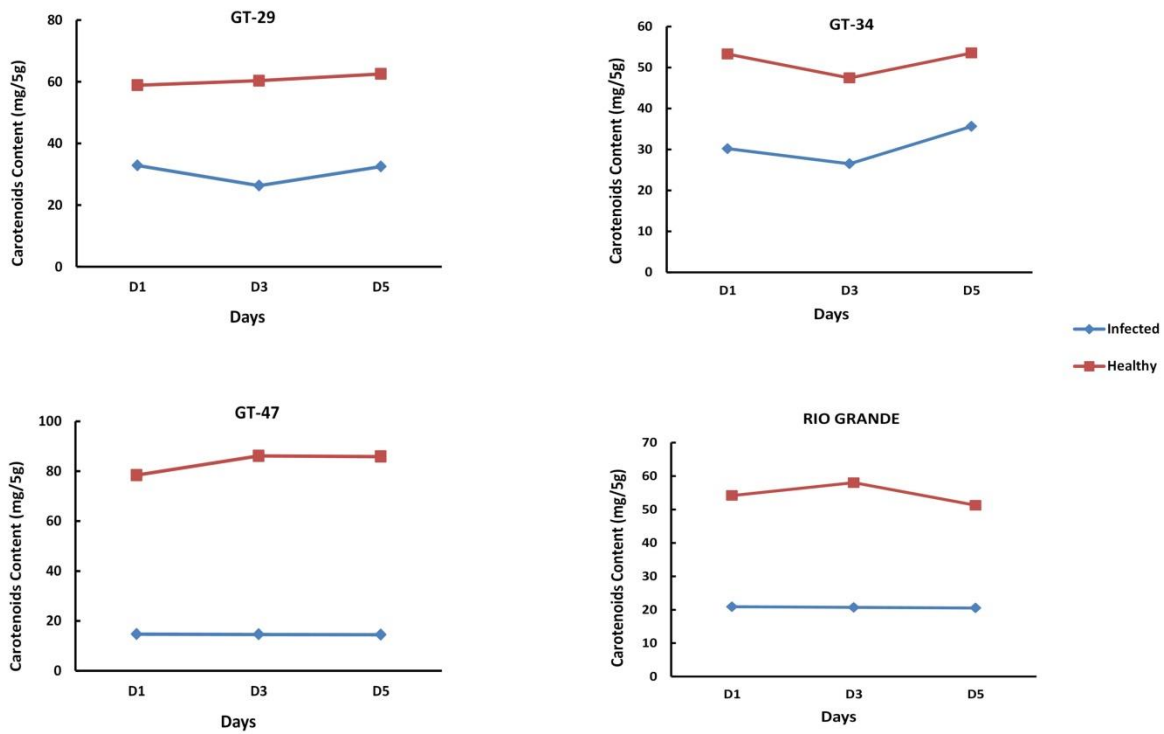 GT-29
Carotenoids Content (mg/5g)
80
60
40
20
0
D1 D3 D5
Days
GT-34
Carotenoids Content (mg/5g)
60
50
40
30
20
10
0
D1 D3 D5
Days
Infected
Healthy
GT-47
Carotenoids Content (mg/5g)
100
80
60
40
20
0
D1 D3 D5
Days
RIO GRANDE
Carotenoids Content (mg/5g)
70
60
50
40
30
20
10
0
D1 D3 D5
Days